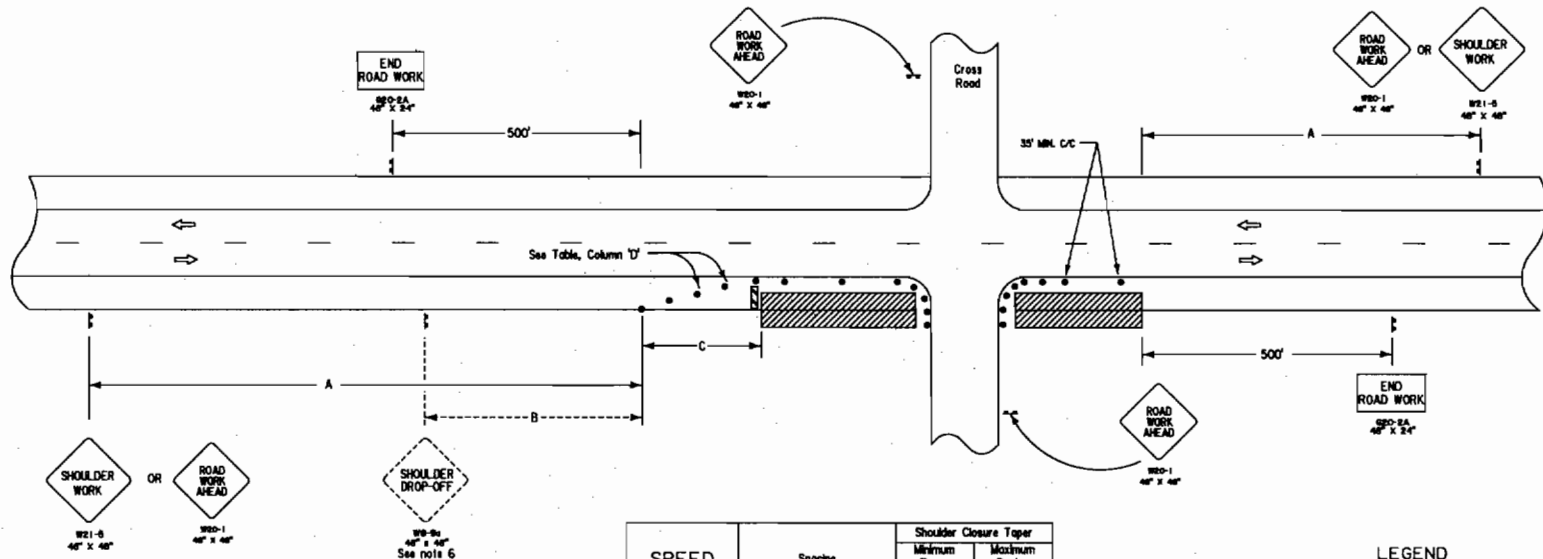 ROAD
WORK
AHEAD
W20-1
48" X 48"
END
ROAD WORK
G20-2A
48" X 24"
500'
Cross
Road
35' MIN. C/C
ROAD
WORK
AHEAD
W20-1
48" X 48"
OR
SHOULDER
WORK
W21-5
48" X 48"
A
See Table, Column 'D'
C
A
B
500'
SHOULDER
WORK
W21-5
48" X 48"
OR
ROAD
WORK
AHEAD
W20-1
48" X 48"
SHOULDER
DROP-OFF
W8-9a
48" x 48"
See note 6
ROAD
WORK
AHEAD
W20-1
48" X 48"
END
ROAD WORK
G20-2A
48" X 24"
SPEED
Spacing
Shoulder Closure Taper
Minimum
Maximum
LEGEND